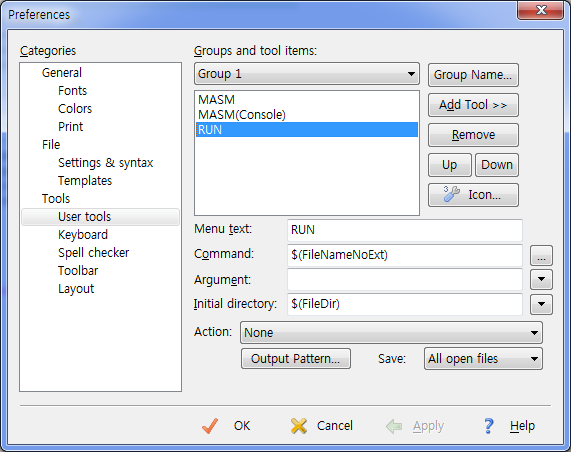 Preferences
Categories
General
Fonts
Colors
Print
File
Settings & syntax
Templates
Tools
User tools
Keyboard
Spell checker
Toolbar
Layout
Groups and tool items:
Group 1
Group Name...
MASM
MASM(Console)
RUN
Add Tool >>
Remove
Up Down
Icon...
Menu text: RUN
Command: $(FileNameNoExt) ...
Argument:
Initial directory: $(FileDir)
Action: None
Output Pattern... Save: All open files
OK Cancel Apply ? Help